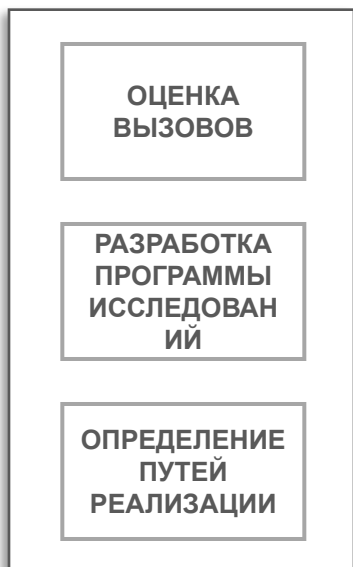 ОЦЕНКА
ВЫЗОВОВ
РАЗРАБОТКА
ПРОГРАММЫ
ИССЛЕДОВАН
ИЙ
ОПРЕДЕЛЕНИЕ
ПУТЕЙ
РЕАЛИЗАЦИИ